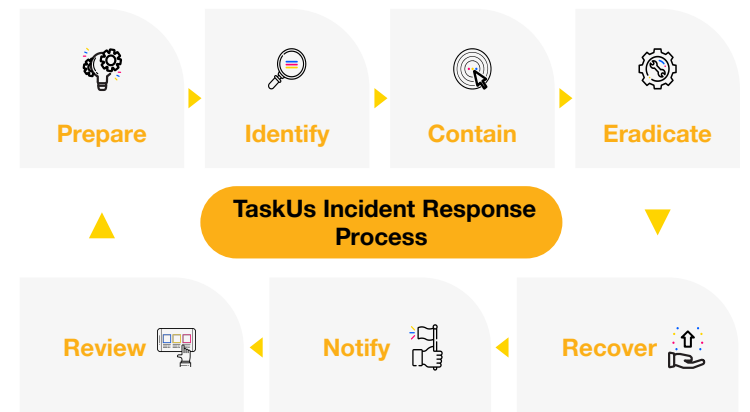 Prepare
Identify
Contain
Eradicate
TaskUs Incident Response
Process
Review
Notify
Recover